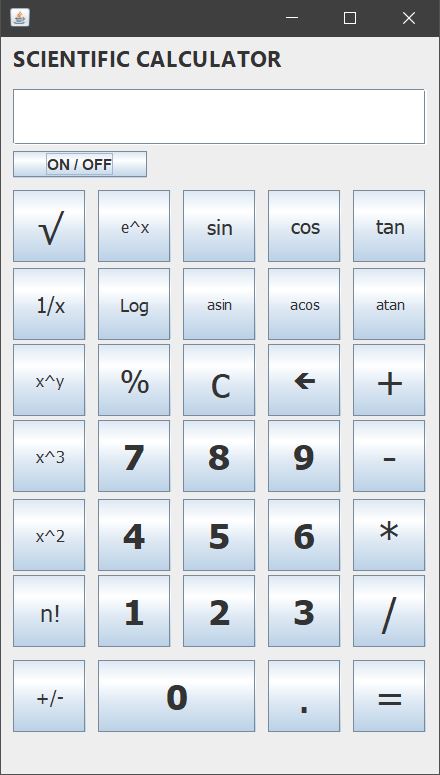 SCIENTIFIC CALCULATOR
ON / OFF
√ e^x sin cos tan
1/x Log asin acos atan
x^y % C 🡸 +
x^3 7 8 9 -
x^2 4 5 6 *
n! 1 2 3 /
+/- 0 . =